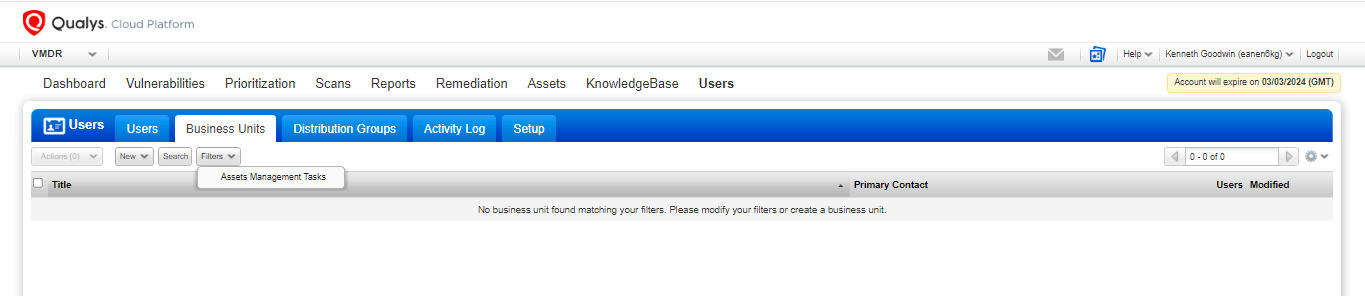 Qualys. Cloud Platform
VMDR
Help Kenneth Goodwin (eanen6kg) Logout
Dashboard Vulnerabilities Prioritization Scans Reports Remediation Assets KnowledgeBase Users
Account will expire on 03/03/2024 (GMT)
Users Users Business Units Distribution Groups Activity Log Setup
Actions (0) New Search Filters 0 - 0 of 0
Assets Management Tasks
Title Primary Contact Users Modified
No business unit found matching your filters. Please modify your filters or create a business unit.